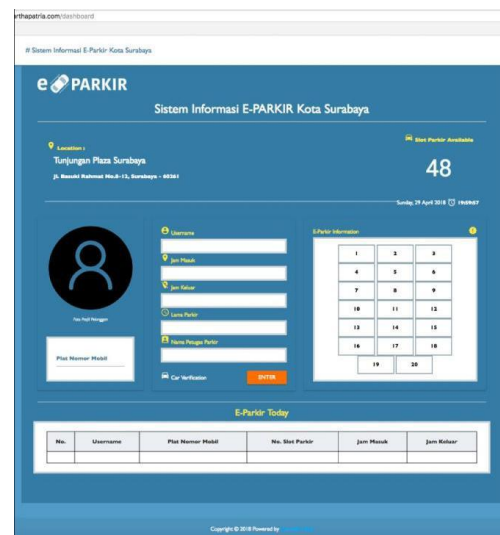 arthapatria.com/dashboard
# Sistem Informasi E-Parkir Kota Surabaya
e PARKIR
Sistem Informasi E-PARKIR Kota Surabaya
Location :
Tunjungan Plaza Surabaya
Jl. Basuki Rahmat No.8-12, Surabaya - 60261
Slot Parkir Available
48
Sunday, 29 April 2018
Foto Profil Pelanggan
Plat Nomor Mobil
Username
Jam Masuk
Jam Keluar
Lama Parkir
Nama Petugas Parkir
Car Verification
ENTER
E-Parkir Information
1 2 3
4 5 6
7 8 9
10 11 12
13 14 15
16 17 18
19 20
E-Parkir Today
No. Username Plat Nomor Mobil No. Slot Parkir Jam Masuk Jam Keluar
Copyright © 2018 Powered by